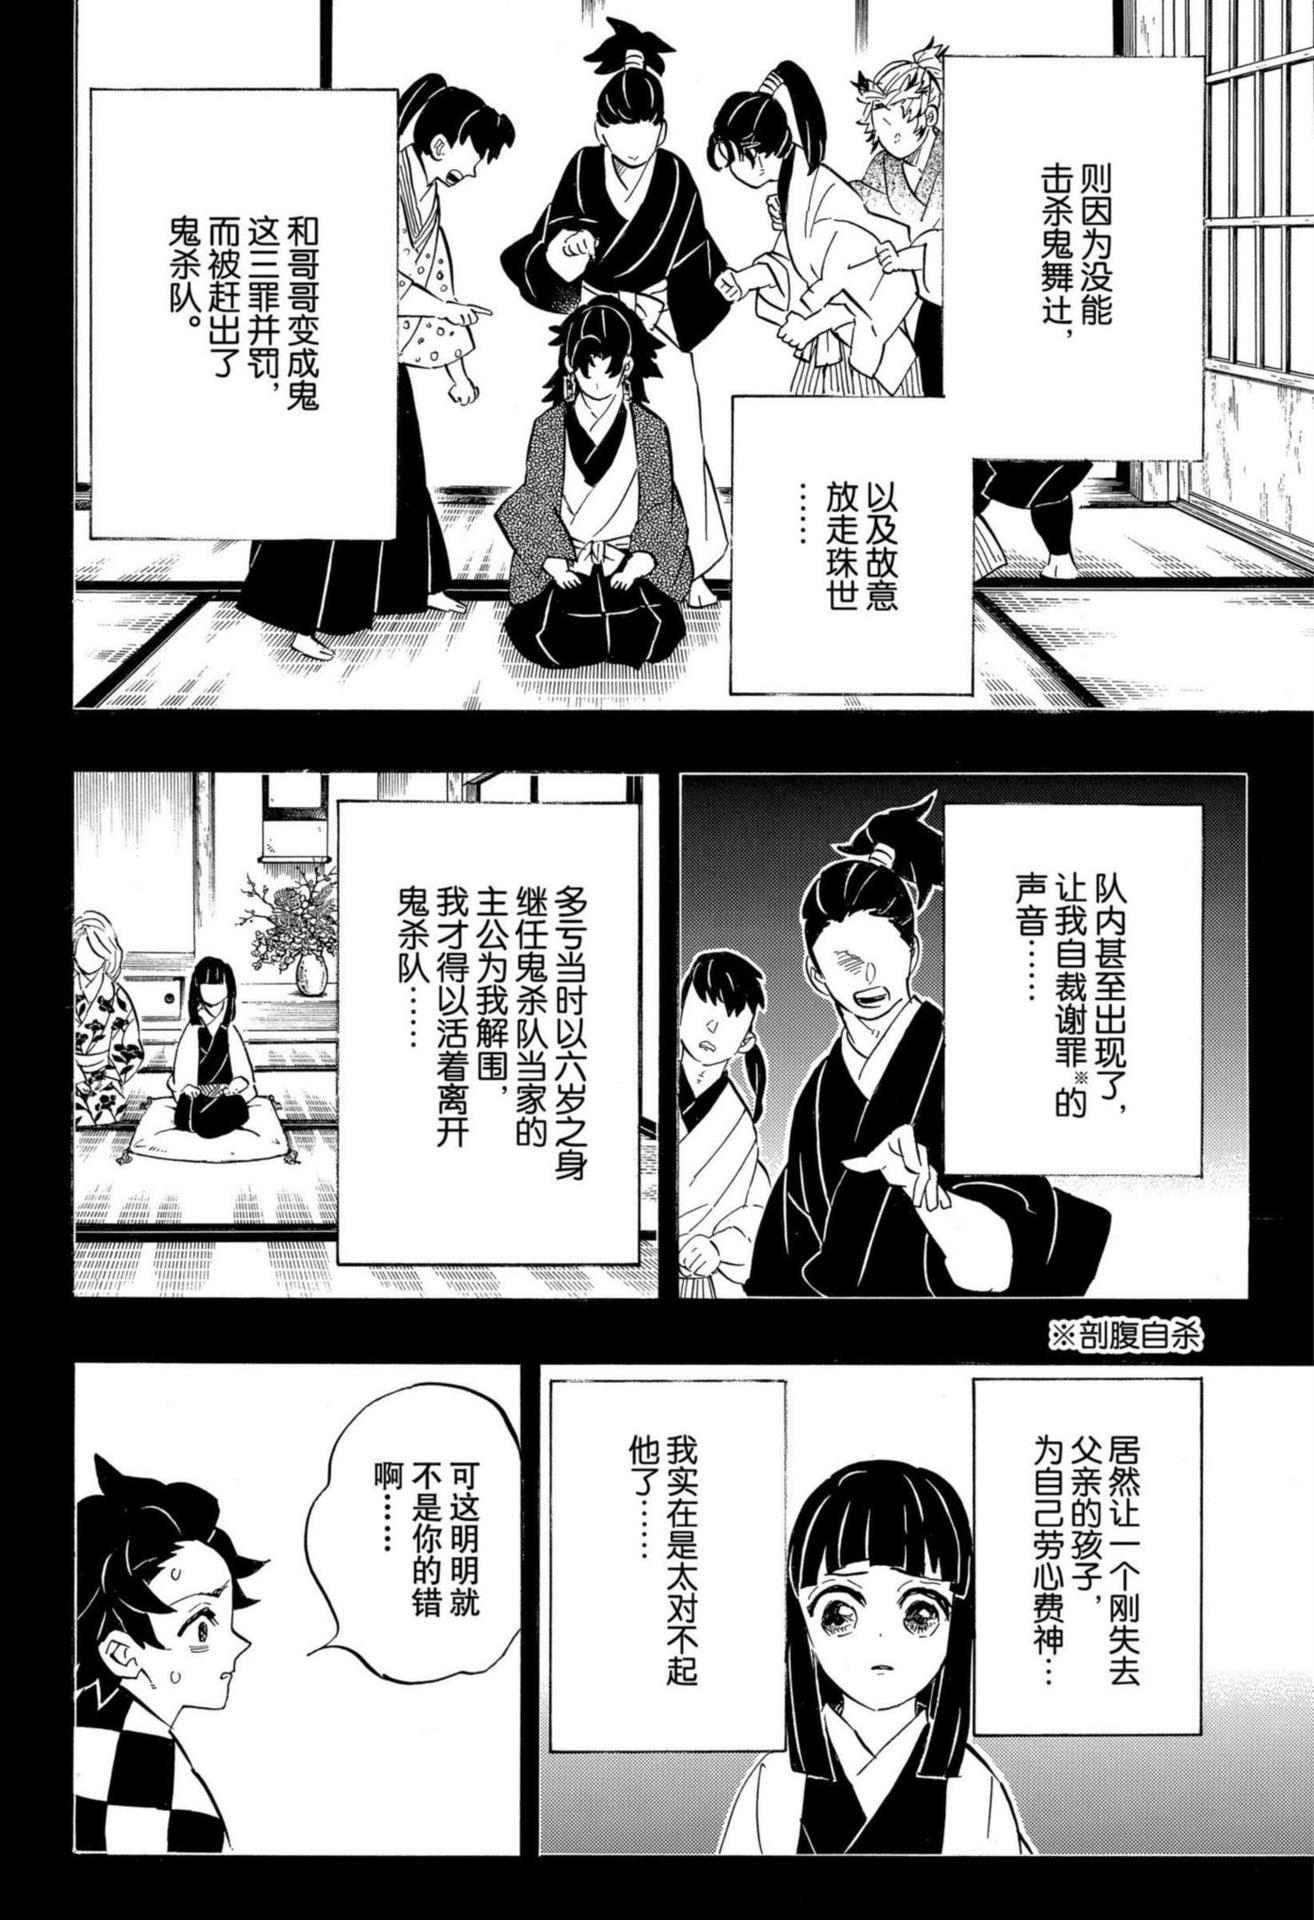 则因为没能
击杀鬼舞辻，
以及故意
放走珠世
……
和哥哥变成鬼
这三罪并罚，
而被赶出了
鬼杀队。
队内甚至出现了，
让我自裁谢罪※的
声音……
多亏当时以六岁之身
继任鬼杀队当家的
主公为我解围，
我才得以活着离开
鬼杀队……
※剖腹自杀
居然让一个刚失去
父亲的孩子，
为自己劳心费神…
我实在是太对不起
他了……
可这明明就
不是你的错
啊……